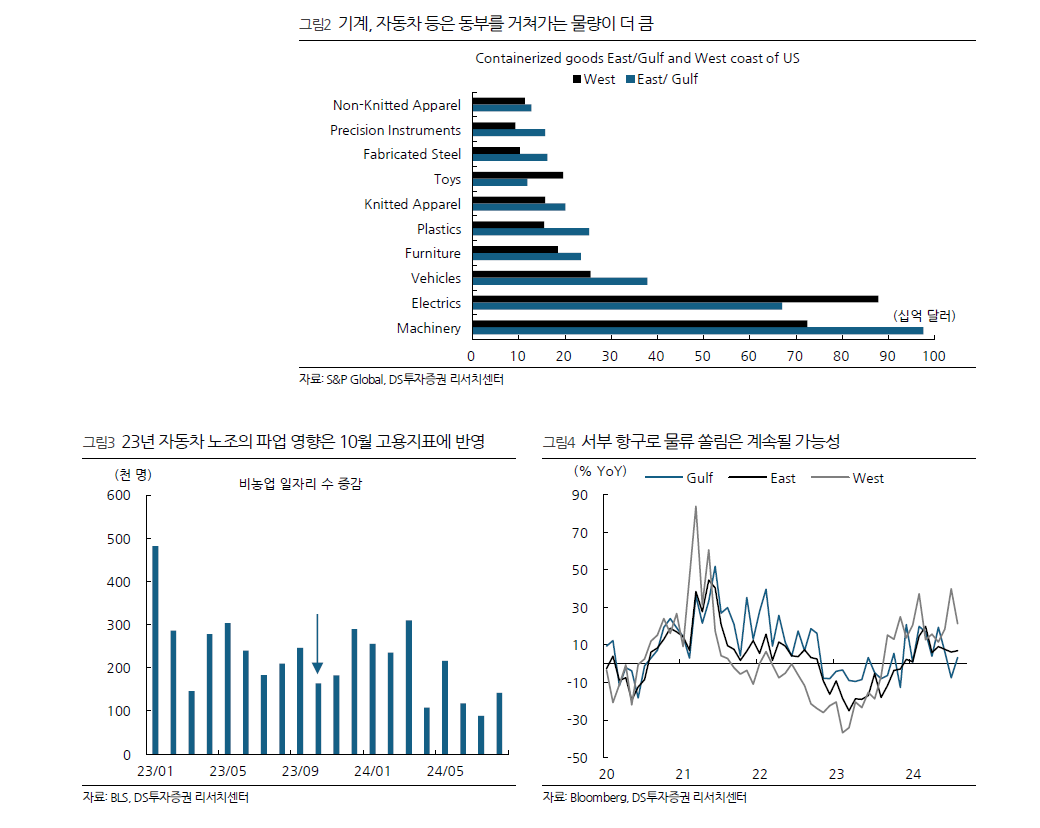 그림2 기계, 자동차 등은 동부를 거쳐가는 물량이 더 큼
Containerized goods East/Gulf and West coast of US
West East/ Gulf
Non-Knitted Apparel
Precision Instruments
Fabricated Steel
Toys
Knitted Apparel
Plastics
Furniture
Vehicles
Electrics
(십억 달러)
Machinery
0 10 20 30 40 50 60 70 80 90 100
자료: S&P Global, DS투자증권 리서치센터
그림3 23년 자동차 노조의 파업 영향은 10월 고용지표에 반영
(천 명)
비농업 일자리 수 증감
600
500
400
300
200
100
0
23/01 23/05 23/09 24/01 24/05
자료: BLS, DS투자증권 리서치센터
그림4 서부 항구로 물류 쏠림은 계속될 가능성
(% YoY)
Gulf East West
90
70
50
30
10
-10
-30
-50
20 21 22 23 24
자료: Bloomberg, DS투자증권 리서치센터